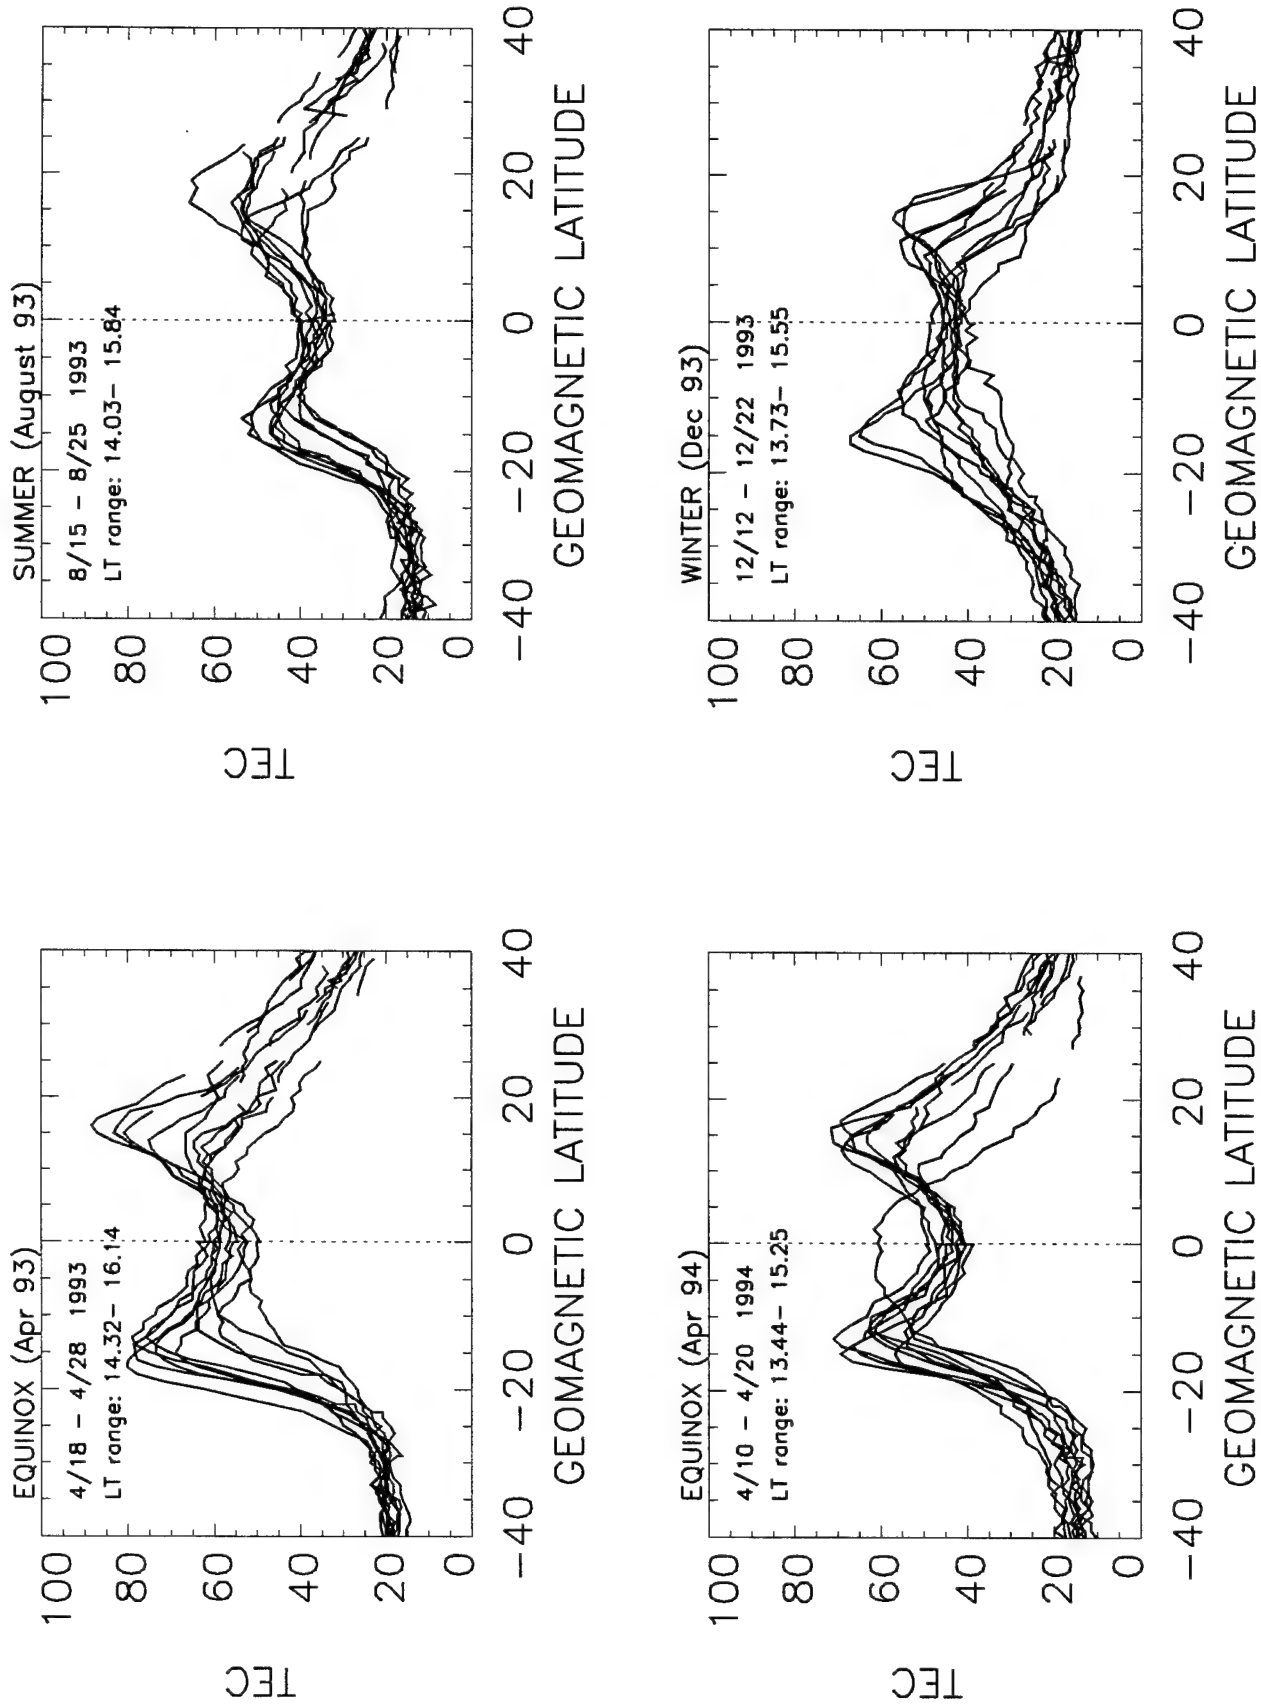 EQUINOX (Apr 93)
4/18 - 4/28 1993
LT range: 14.32- 16.14
TEC
100
80
60
40
20
0
-40
-20
0
20
40
GEOMAGNETIC LATITUDE
SUMMER (August 93)
8/15 - 8/25 1993
LT range: 14.03- 15.84
TEC
100
80
60
40
20
0
-40
-20
0
20
40
GEOMAGNETIC LATITUDE
EQUINOX (Apr 94)
4/10 - 4/20 1994
LT range: 13.44- 15.25
TEC
100
80
60
40
20
0
-40
-20
0
20
40
GEOMAGNETIC LATITUDE
WINTER (Dec 93)
12/12 - 12/22 1993
LT range: 13.73- 15.55
TEC
100
80
60
40
20
0
-40
-20
0
20
40
GEOMAGNETIC LATITUDE